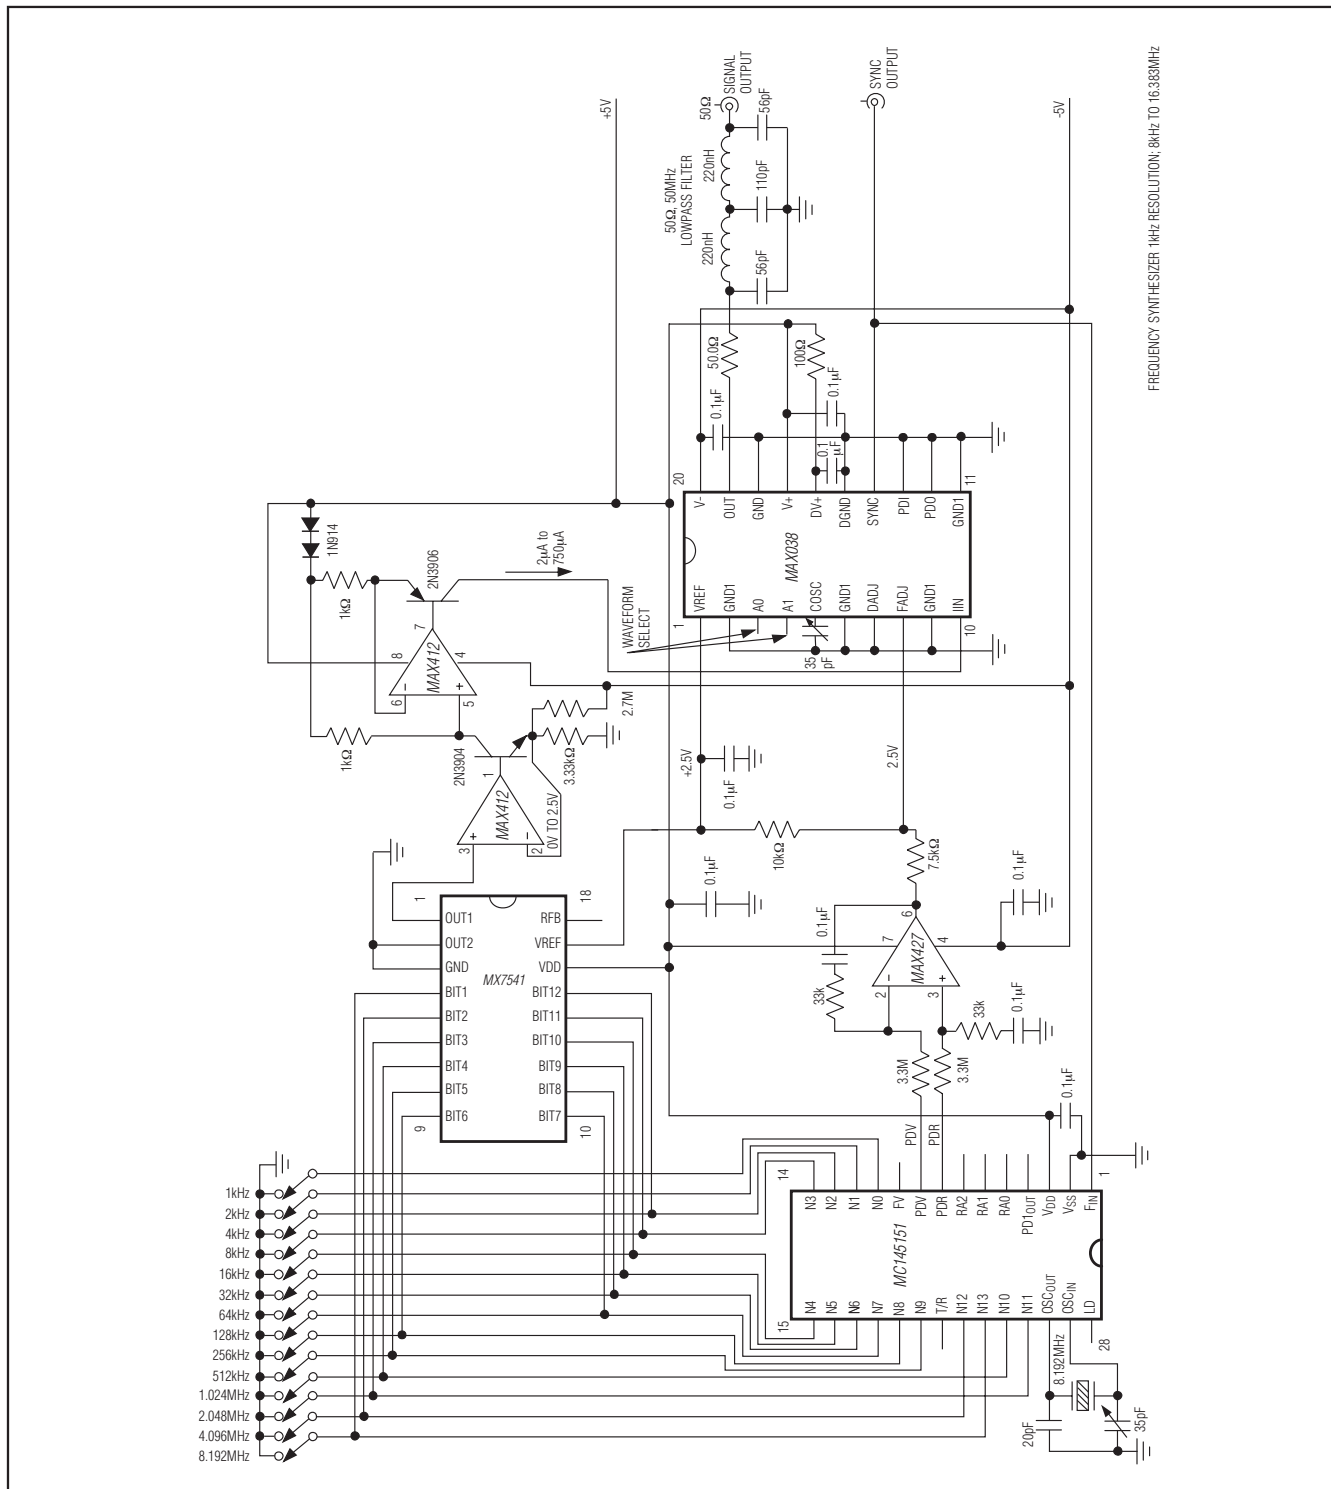 +5V
50Ω
SIGNAL
OUTPUT
SYNC
OUTPUT
-5V
FREQUENCY SYNTHESIZER 1kHz RESOLUTION; 8kHz TO 16.383MHz
56pF
220nH
110pF
220nH
56pF
50Ω, 50MHz
LOWPASS FILTER
50.0Ω
100Ω
0.1µF
0.1µF
0.1
µF
1N914
2N3906
1kΩ
2µA to
750µA
7
8
4
MAX412
6
5
-
+
1kΩ
2N3904
1
MAX412
3
2
+
-
0V TO 2.5V
3.33kΩ
2.7M
WAVEFORM
SELECT
20
11
V-
OUT
GND
V+
DV+
DGND
SYNC
PDI
PDO
GND1
MAX038
VREF
GND1
A0
A1
COSC
GND1
DADJ
FADJ
GND1
IIN
1
10
35
pF
+2.5V
2.5V
0.1µF
10kΩ
7.5kΩ
0.1µF
0.1µF
0.1µF
6
7
4
MAX427
2
3
-
+
33k
33k
0.1µF
3.3M
3.3M
PDV
PDR
0.1µF
1
18
OUT1
RFB
OUT2
VREF
GND
VDD
MX7541
BIT1
BIT12
BIT2
BIT11
BIT3
BIT10
BIT4
BIT9
BIT5
BIT8
BIT6
BIT7
9
10
14
1
N3
N2
N1
N0
FV
PDV
PDR
RA2
RA1
RA0
PD1OUT
VDD
VSS
FIN
MC145151
N4
N5
N6
N7
N8
N9
T/R
N12
N13
N10
N11
OSCOUT
OSCIN
LD
15
28
8.192MHz
20pF
35pF
1kHz
2kHz
4kHz
8kHz
16kHz
32kHz
64kHz
128kHz
256kHz
512kHz
1.024MHz
2.048MHz
4.096MHz
8.192MHz